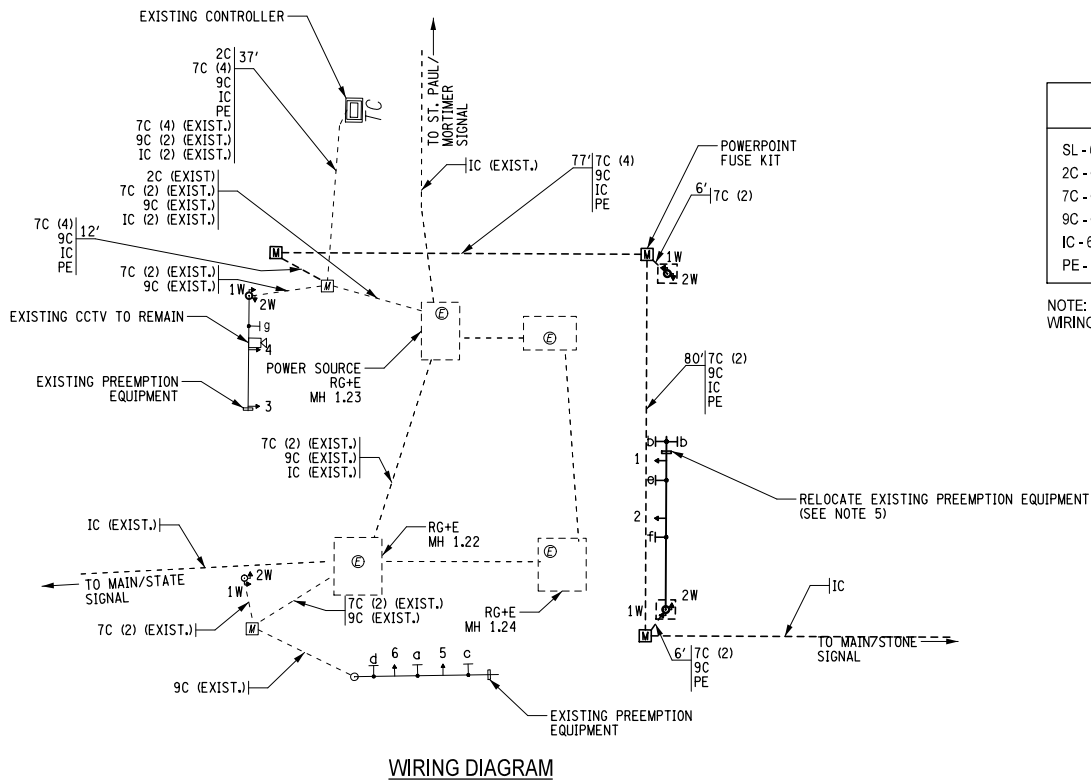 EXISTING CONTROLLER
2C
7C (4)
9C
IC
PE
7C (4) (EXIST.)
9C (2) (EXIST.)
IC (2) (EXIST.)
37'
TC
TO ST. PAUL/
MORTIMER
SIGNAL
IC (EXIST.)
2C (EXIST)
7C (2) (EXIST.)
9C (EXIST.)
IC (2) (EXIST.)
77'
7C (4)
9C
IC
PE
POWERPOINT
FUSE KIT
6'
7C (2)
7C (4)
9C
IC
PE
12'
M
M
1W
2W
7C (2) (EXIST.)
9C (EXIST.)
M
1W
2W
g
EXISTING CCTV TO REMAIN
4
EXISTING PREEMPTION
EQUIPMENT
3
E
E
POWER SOURCE
RG+E
MH 1.23
80'
7C (2)
9C
IC
PE
7C (2) (EXIST.)
9C (EXIST.)
IC (EXIST.)
b
b
1
e
2
f
RELOCATE EXISTING PREEMPTION EQUIPMENT
(SEE NOTE 5)
IC (EXIST.)
TO MAIN/STATE
SIGNAL
E
RG+E
MH 1.22
E
RG+E
MH 1.24
2W
1W
7C (2) (EXIST.)
M
7C (2) (EXIST.)
9C (EXIST.)
1W
2W
M
IC
TO MAIN/STONE
SIGNAL
6'
7C (2)
9C
PE
9C (EXIST.)
d
6
a
5
c
EXISTING PREEMPTION
EQUIPMENT
WIRING DIAGRAM
SL -
2C -
7C -
9C -
IC - 6
PE -
NOTE:
WIRING